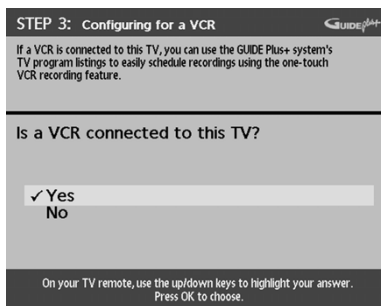 STEP 3: Configuring for a VCR GUIDE plus+
If a VCR is connected to this TV, you can use the GUIDE Plus+ system's
TV program listings to easily schedule recordings using the one-touch
VCR recording feature.
Is a VCR connected to this TV?
✓ Yes
No
On your TV remote, use the up/down keys to highlight your answer.
Press OK to choose.